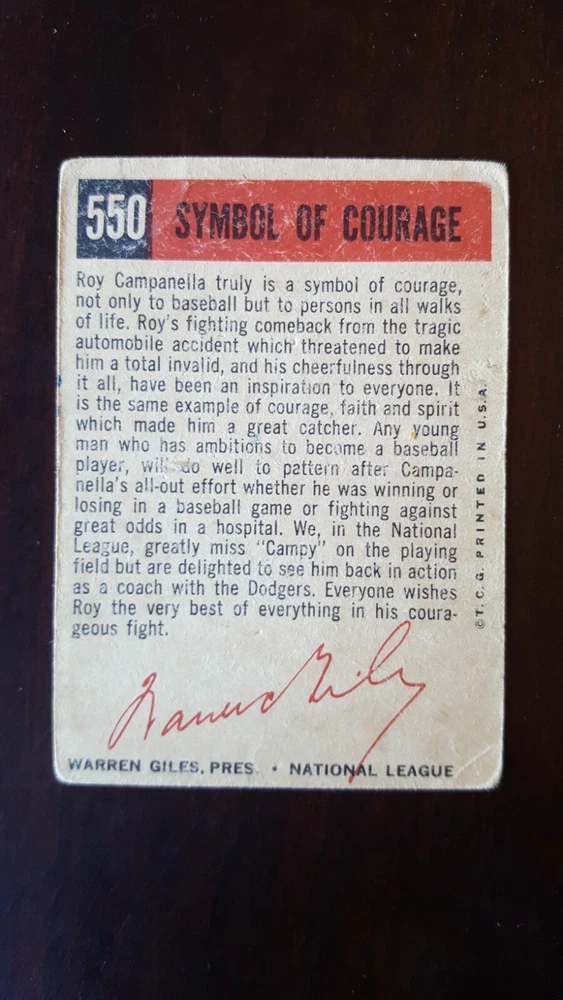 550 SYMBOL OF COURAGE
Roy Campanella truly is a symbol of courage,
not only to baseball but to persons in all walks
of life. Roy's fighting comeback from the tragic
automobile accident which threatened to make
him a total invalid, and his cheerfulness through
it all, have been an inspiration to everyone. It
is the same example of courage, faith and spirit
which made him a great catcher. Any young
man who has ambitions to become a baseball
player, will do well to pattern after Campa-
nella's all-out effort whether he was winning or
losing in a baseball game or fighting against
great odds in a hospital. We, in the National
League, greatly miss "Campy" on the playing
field but are delighted to see him back in action
as a coach with the Dodgers. Everyone wishes
Roy the very best of everything in his coura-
geous fight.
©T.C.G. PRINTED IN U.S.A.
Warren Giles
WARREN GILES, PRES. • NATIONAL LEAGUE